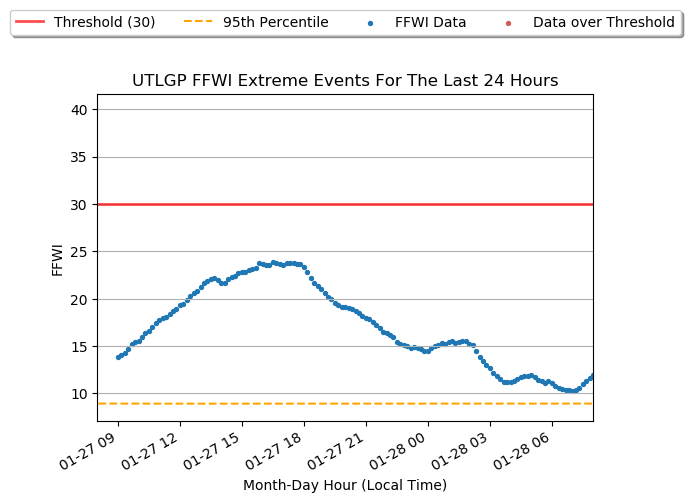 Threshold (30) 95th Percentile FFWI Data Data over Threshold
UTLGP FFWI Extreme Events For The Last 24 Hours
40
35
30
25
20
15
10
FFWI
01-27 09 01-27 12 01-27 15 01-27 18 01-27 21 01-28 00 01-28 03 01-28 06
Month-Day Hour (Local Time)